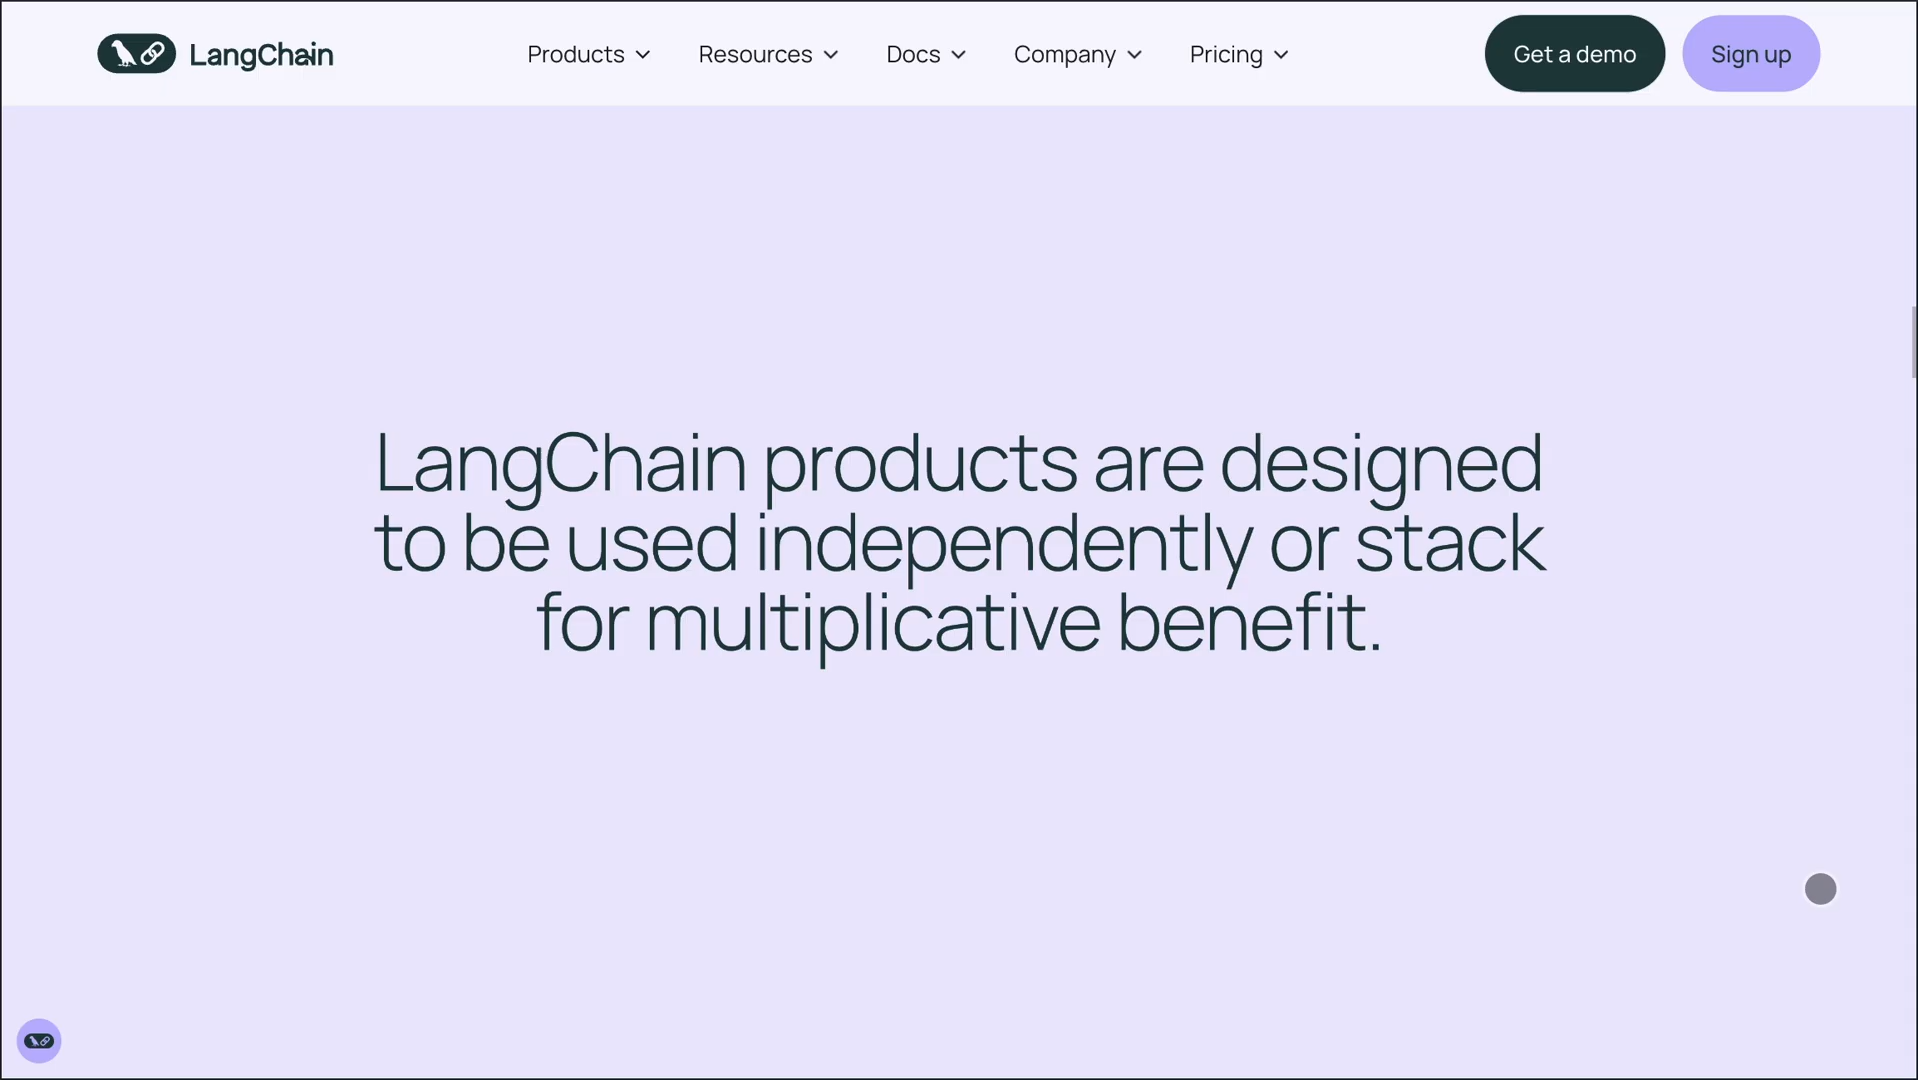 LangChain
Products
Resources
Docs
Company
Pricing
Get a demo
Sign up
LangChain products are designed
to be used independently or stack
for multiplicative benefit.